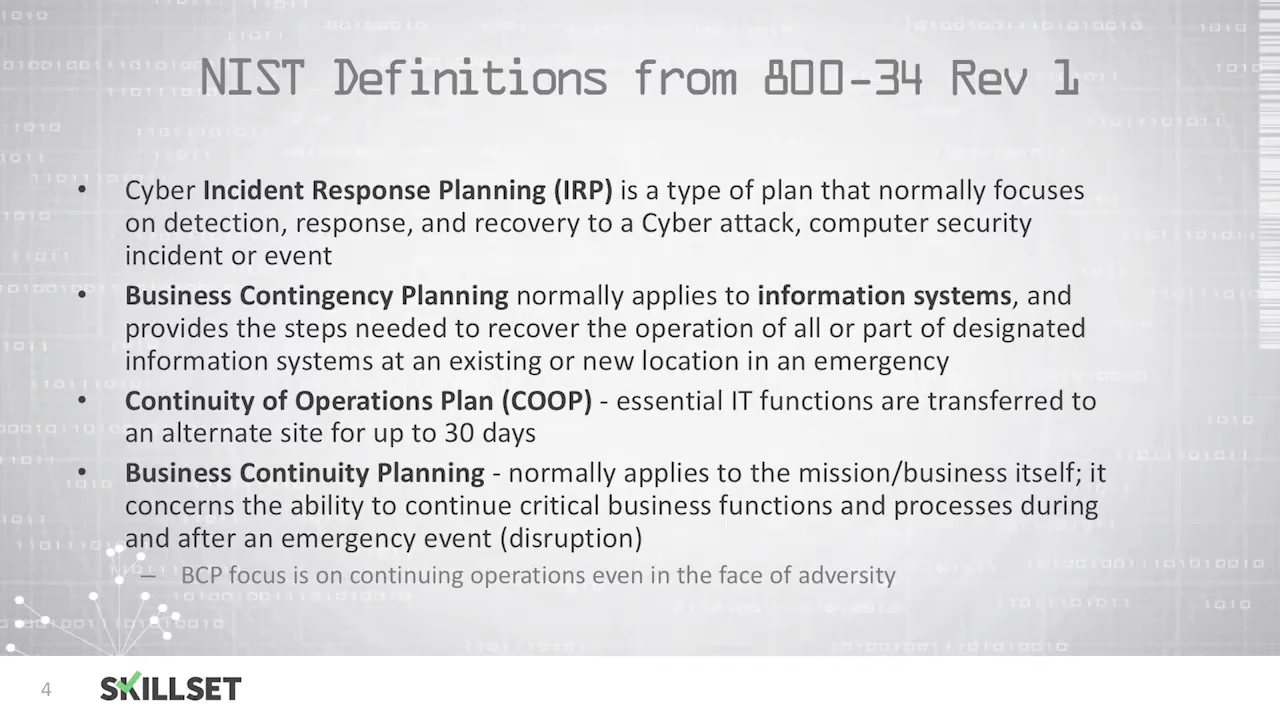 NIST Definitions from 800-34 Rev 1
• Cyber Incident Response Planning (IRP) is a type of plan that normally focuses
on detection, response, and recovery to a Cyber attack, computer security
incident or event
• Business Contingency Planning normally applies to information systems, and
provides the steps needed to recover the operation of all or part of designated
information systems at an existing or new location in an emergency
• Continuity of Operations Plan (COOP) - essential IT functions are transferred to
an alternate site for up to 30 days
• Business Continuity Planning - normally applies to the mission/business itself; it
concerns the ability to continue critical business functions and processes during
and after an emergency event (disruption)
– BCP focus is on continuing operations even in the face of adversity
4
SKILLSET